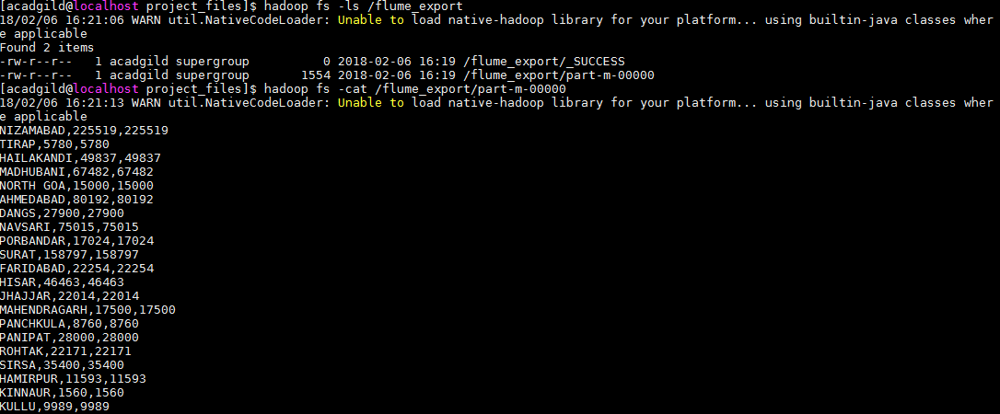 [acadgild@localhost project_files]$ hadoop fs -ls /flume_export
18/02/06 16:21:06 WARN util.NativeCodeLoader: Unable to load native-hadoop library for your platform... using builtin-java classes wher
e applicable
Found 2 items
-rw-r--r--   1 acadgild supergroup          0 2018-02-06 16:19 /flume_export/_SUCCESS
-rw-r--r--   1 acadgild supergroup       1554 2018-02-06 16:19 /flume_export/part-m-00000
[acadgild@localhost project_files]$ hadoop fs -cat /flume_export/part-m-00000
18/02/06 16:21:13 WARN util.NativeCodeLoader: Unable to load native-hadoop library for your platform... using builtin-java classes wher
e applicable
NIZAMABAD,225519,225519
TIRAP,5780,5780
HAILAKANDI,49837,49837
MADHUBANI,67482,67482
NORTH GOA,15000,15000
AHMEDABAD,80192,80192
DANGS,27900,27900
NAVSARI,75015,75015
PORBANDAR,17024,17024
SURAT,158797,158797
FARIDABAD,22254,22254
HISAR,46463,46463
JHAJJAR,22014,22014
MAHENDRAGARH,17500,17500
PANCHKULA,8760,8760
PANIPAT,28000,28000
ROHTAK,22171,22171
SIRSA,35400,35400
HAMIRPUR,11593,11593
KINNAUR,1560,1560
KULLU,9989,9989